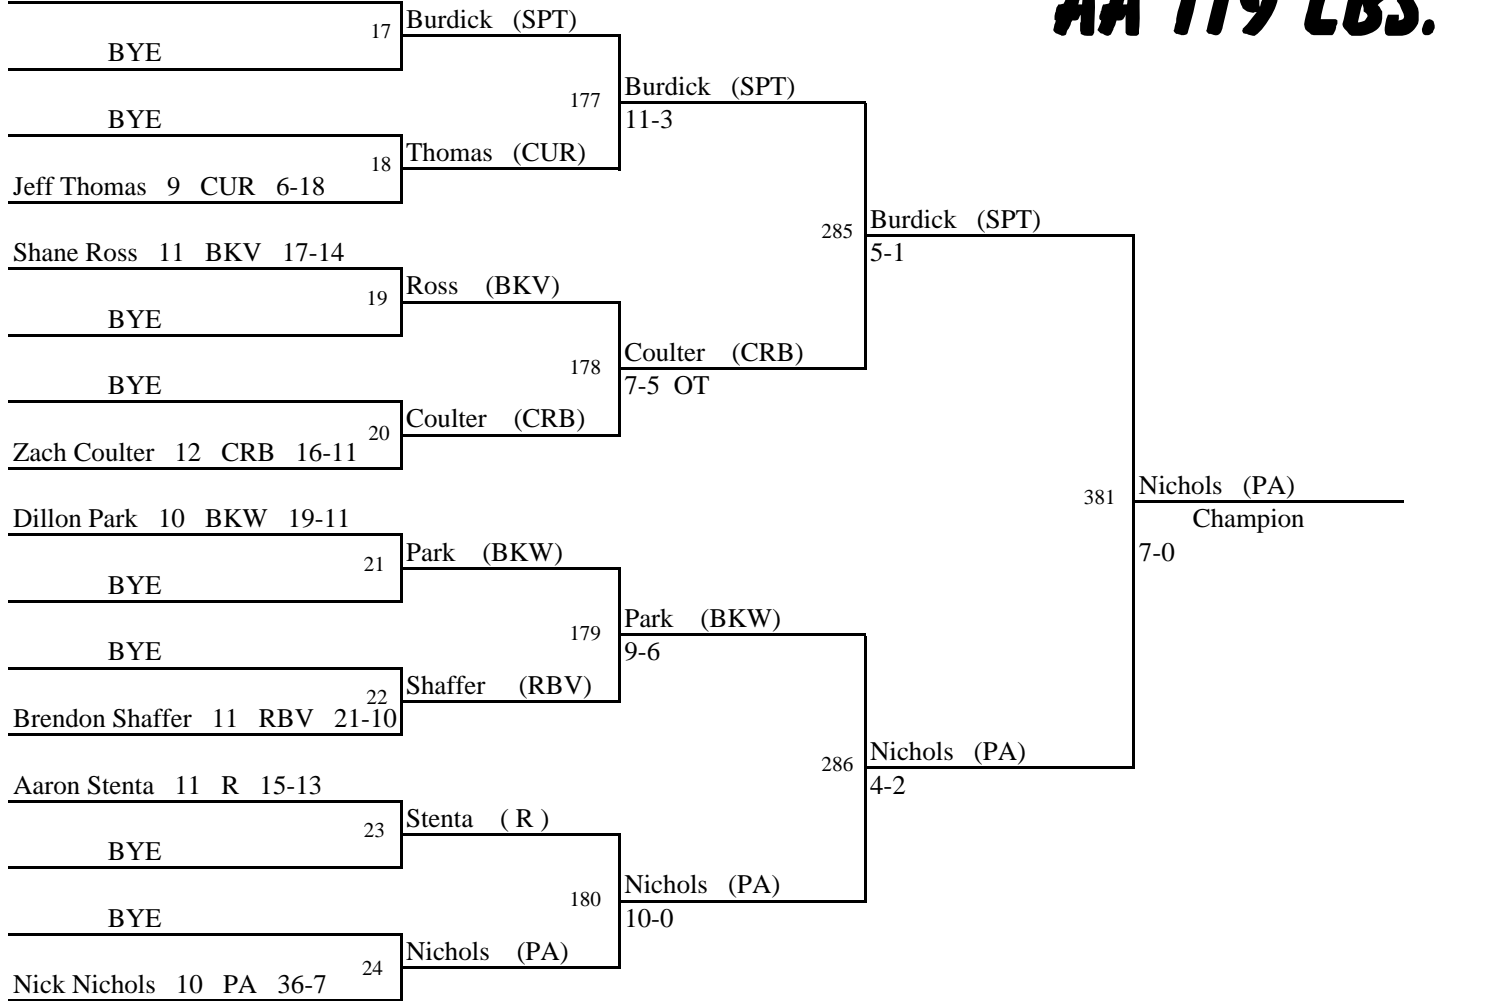 AA 119 LBS.
17 Burdick (SPT)
BYE
177 Burdick (SPT)
11-3
BYE
18 Thomas (CUR)
Jeff Thomas 9 CUR 6-18
285 Burdick (SPT)
5-1
Shane Ross 11 BKV 17-14
19 Ross (BKV)
BYE
178 Coulter (CRB)
7-5 OT
BYE
20 Coulter (CRB)
Zach Coulter 12 CRB 16-11
381 Nichols (PA)
Champion
7-0
Dillon Park 10 BKW 19-11
21 Park (BKW)
BYE
179 Park (BKW)
9-6
BYE
22 Shaffer (RBV)
Brendon Shaffer 11 RBV 21-10
286 Nichols (PA)
4-2
Aaron Stenta 11 R 15-13
23 Stenta ( R )
BYE
180 Nichols (PA)
10-0
BYE
24 Nichols (PA)
Nick Nichols 10 PA 36-7